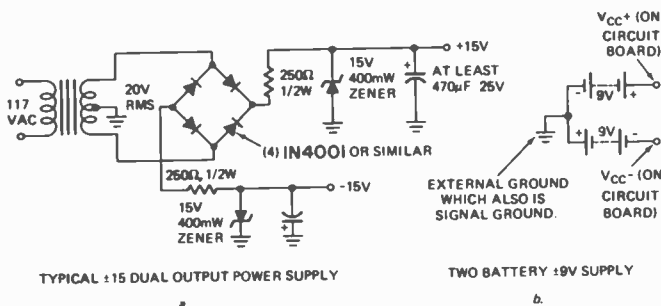 117
VAC
20V
RMS
250Ω
1/2W
15V
400mW
ZENER
+15V
AT LEAST
470µF 25V
+
(4) IN4001 OR SIMILAR
250Ω, 1/2W
-15V
15V
400mW
ZENER
+
TYPICAL ±15 DUAL OUTPUT POWER SUPPLY
a
VCC+ (ON
CIRCUIT
BOARD)
- 9V +
+ 9V -
EXTERNAL GROUND
WHICH ALSO IS
SIGNAL GROUND.
VCC- (ON
CIRCUIT
BOARD)
TWO BATTERY ±9V SUPPLY
b.